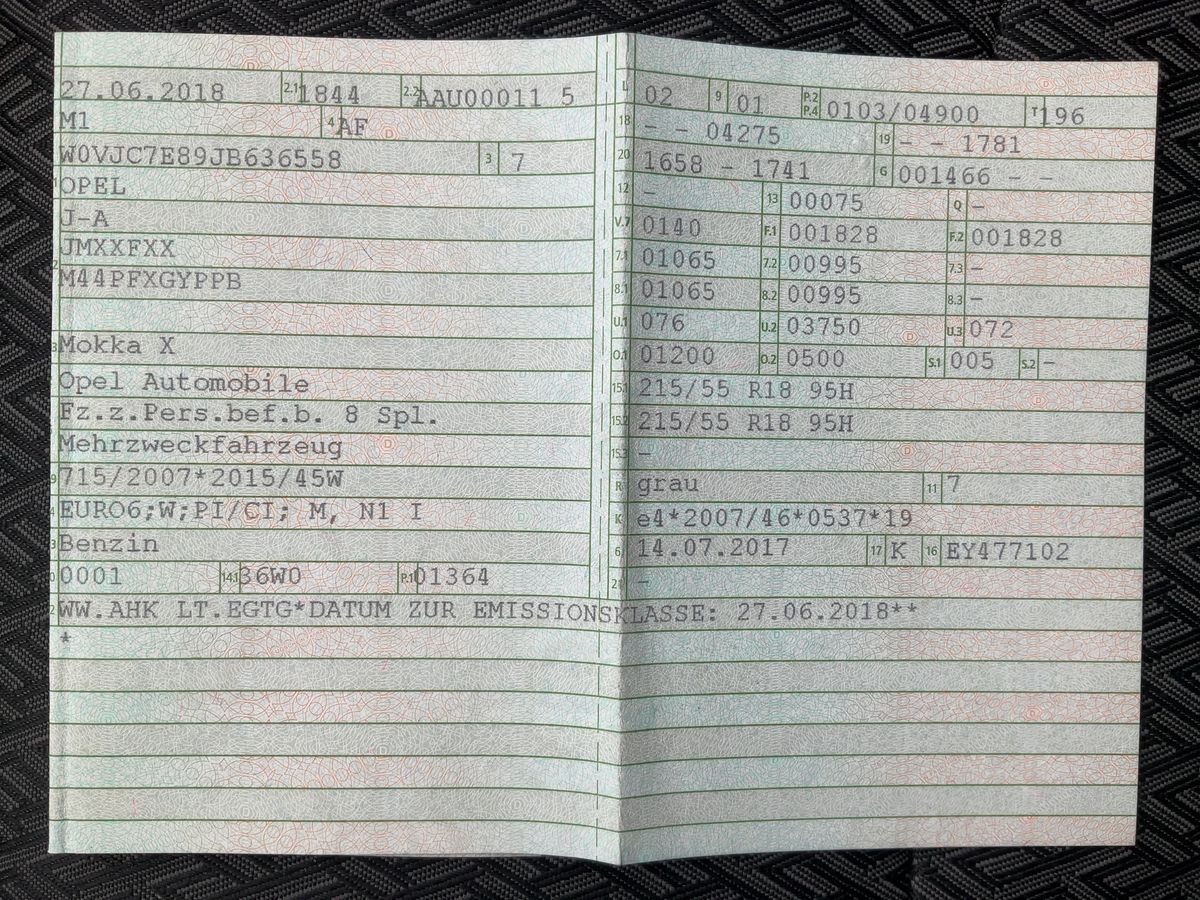 27.06.2018 2.1 1844 2.2 AAU00011 5
M1 4 AF
W0VJC7E89JB636558 3 7
OPEL
J-A
JMXXFXX
M44PFXGYPPB
Mokka X
Opel Automobile
Fz.z.Pers.bef.b. 8 Spl.
Mehrzweckfahrzeug
715/2007*2015/45W
EURO6;W;PI/CI; M, N1 I
Benzin
0001 14.1 36W0 P.1 01364
L 02 9 01 P.2 P.4 0103/04900 T 196
18 - - 04275 19 - - 1781
20 1658 - 1741 G 001466 - -
12 - 13 00075 Q -
V.7 0140 F.1 001828 F.2 001828
7.1 01065 7.2 00995 7.3 -
8.1 01065 8.2 00995 8.3 -
U.1 076 U.2 03750 U.3 072
O.1 01200 O.2 0500 S.1 005 S.2 -
15.1 215/55 R18 95H
15.2 215/55 R18 95H
15.3 -
R grau 11 7
K e4*2007/46*0537*19
6 14.07.2017 17 K 16 EY477102
21 -
WW.AHK LT.EGTG*DATUM ZUR EMISSIONSKLASSE: 27.06.2018**
*